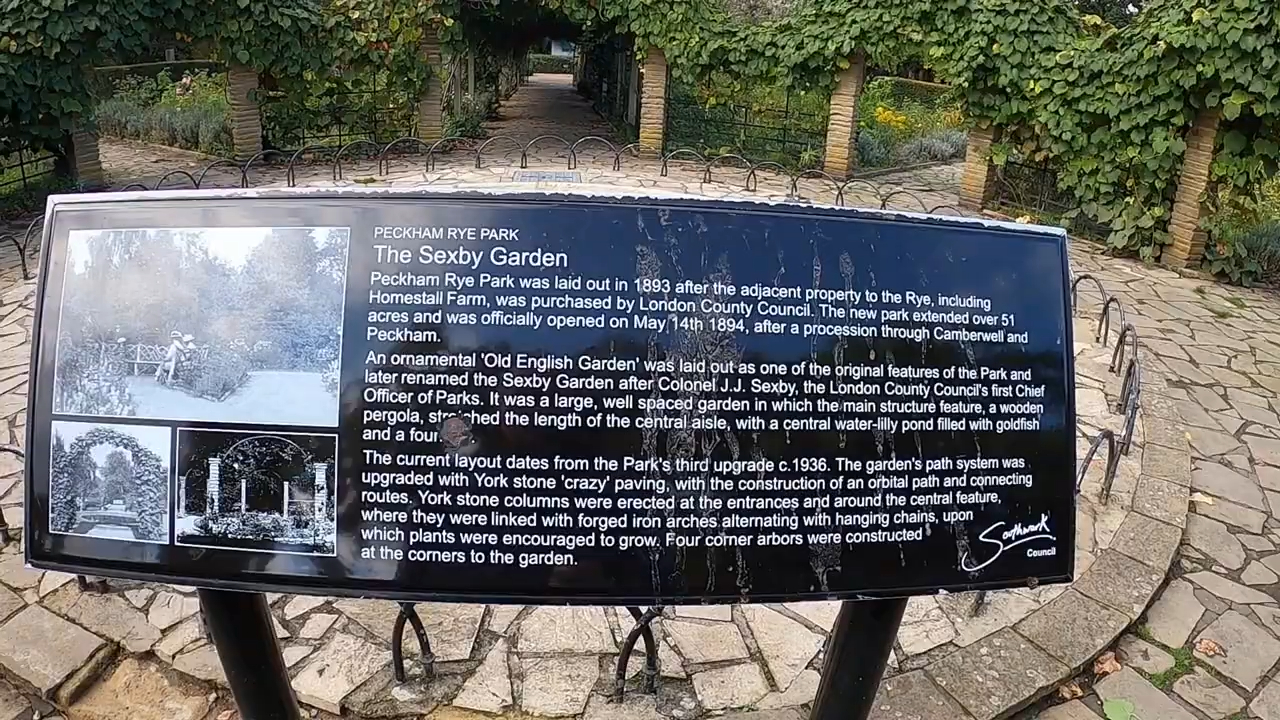 PECKHAM RYE PARK
The Sexby Garden
Peckham Rye Park was laid out in 1893 after the adjacent property to the Rye, including
Homestall Farm, was purchased by London County Council. The new park extended over 51
acres and was officially opened on May 14th 1894, after a procession through Camberwell and
Peckham.
An ornamental 'Old English Garden' was laid out as one of the original features of the Park and
later renamed the Sexby Garden after Colonel J.J. Sexby, the London County Council's first Chief
Officer of Parks. It was a large, well spaced garden in which the main structure feature, a wooden
pergola, stretched the length of the central aisle, with a central water-lilly pond filled with goldfish
and a four
The current layout dates from the Park's third upgrade c.1936. The garden's path system was
upgraded with York stone 'crazy' paving, with the construction of an orbital path and connecting
routes. York stone columns were erected at the entrances and around the central feature,
where they were linked with forged iron arches alternating with hanging chains, upon
which plants were encouraged to grow. Four corner arbors were constructed
at the corners to the garden.
Southwark
Council